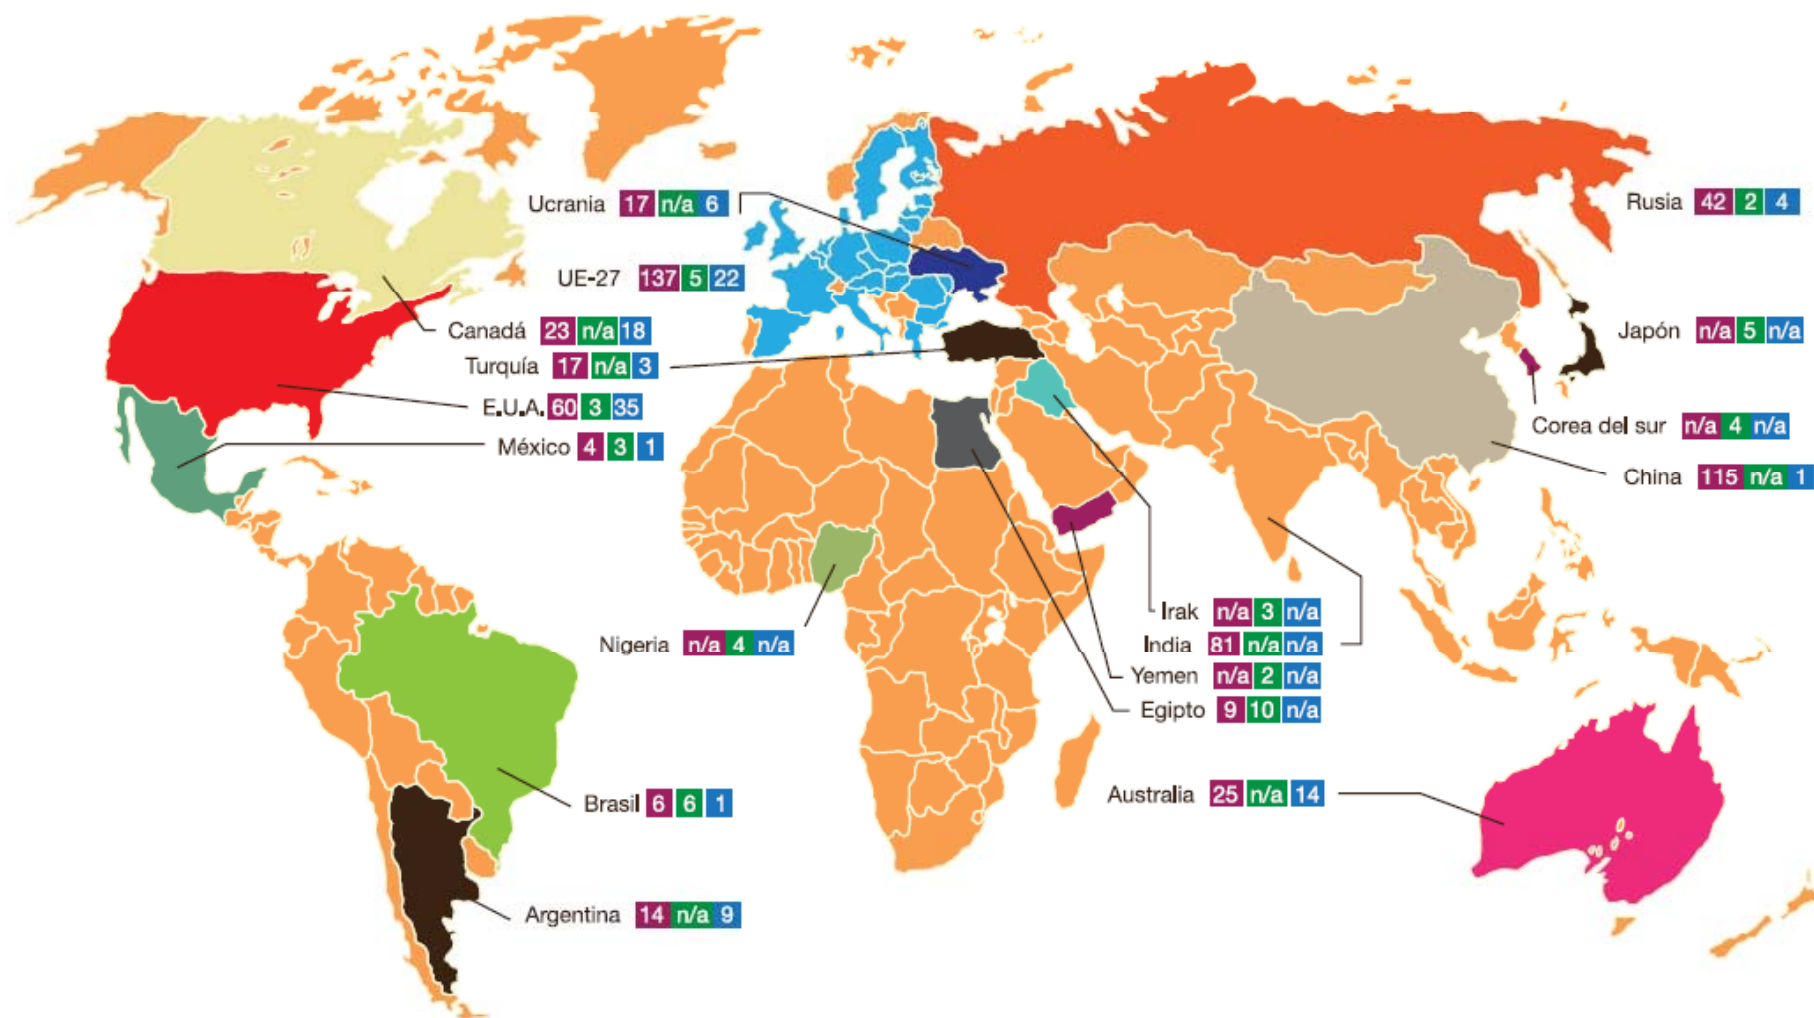 Ucrania 17 n/a 6
Rusia 42 2 4
UE-27 137 5 22
Canadá 23 n/a 18
Japón n/a 5 n/a
Turquía 17 n/a 3
E.U.A. 60 3 35
Corea del sur n/a 4 n/a
México 4 3 1
China 115 n/a 1
Irak n/a 3 n/a
Nigeria n/a 4 n/a
India 81 n/a n/a
Yemen n/a 2 n/a
Egipto 9 10 n/a
Australia 25 n/a 14
Brasil 6 6 1
Argentina 14 n/a 9